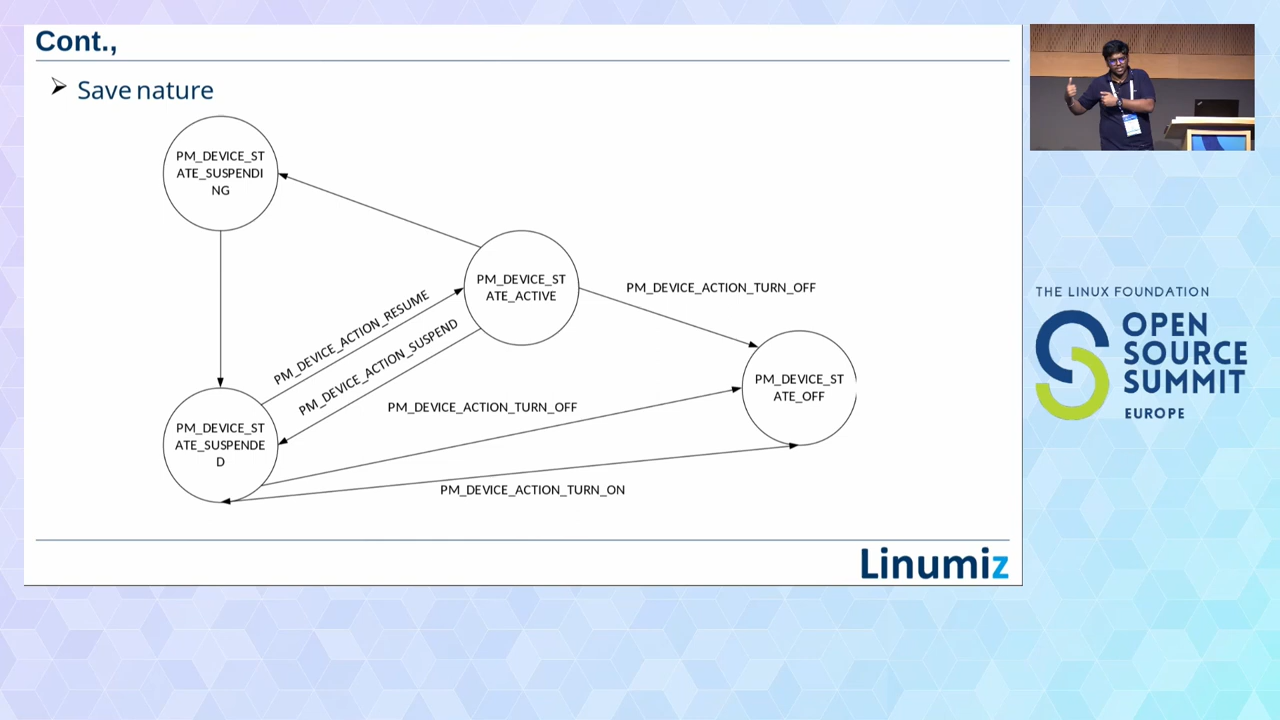 Cont.,
Save nature
PM_DEVICE_ST
ATE_SUSPENDI
NG
PM_DEVICE_ST
ATE_ACTIVE
PM_DEVICE_ACTION_TURN_OFF
PM_DEVICE_ACTION_RESUME
PM_DEVICE_ACTION_SUSPEND
PM_DEVICE_ST
ATE_OFF
PM_DEVICE_ACTION_TURN_OFF
PM_DEVICE_ST
ATE_SUSPENDE
D
PM_DEVICE_ACTION_TURN_ON
Linumiz
THE LINUX FOUNDATION
OPEN
SOURCE
SUMMIT
EUROPE